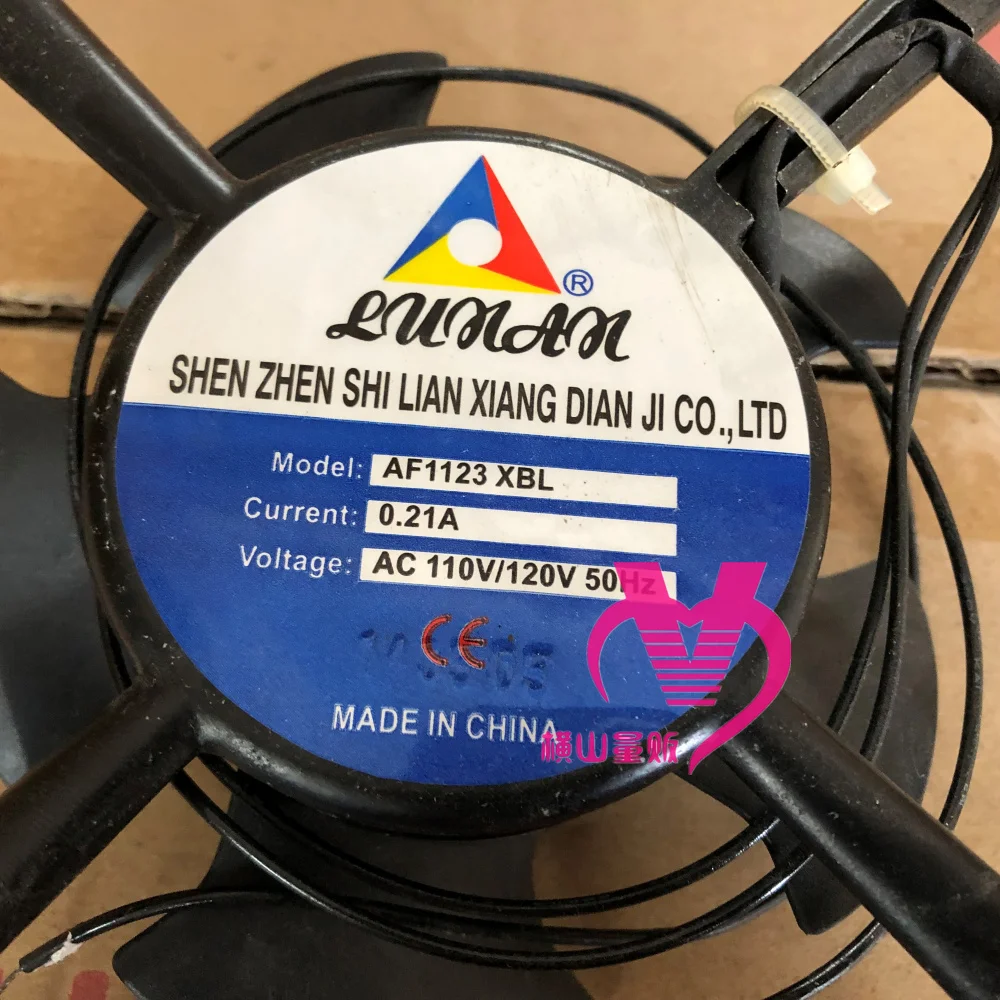 ®
LUNAN
SHEN ZHEN SHI LIAN XIANG DIAN JI CO.,LTD
Model: AF1123 XBL
Current: 0.21A
Voltage: AC 110V/120V 50Hz
CE
MADE IN CHINA
横山量贩